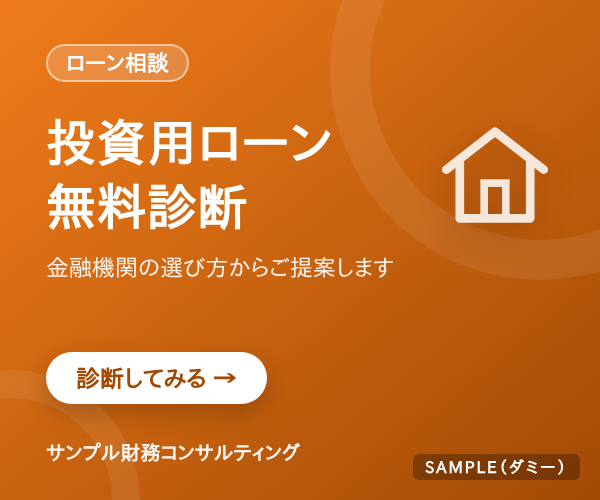 ローン相談
投資用ローン
無料診断
金融機関の選び方からご提案します
診断してみる →
サンプル財務コンサルティング
SAMPLE（ダミー）